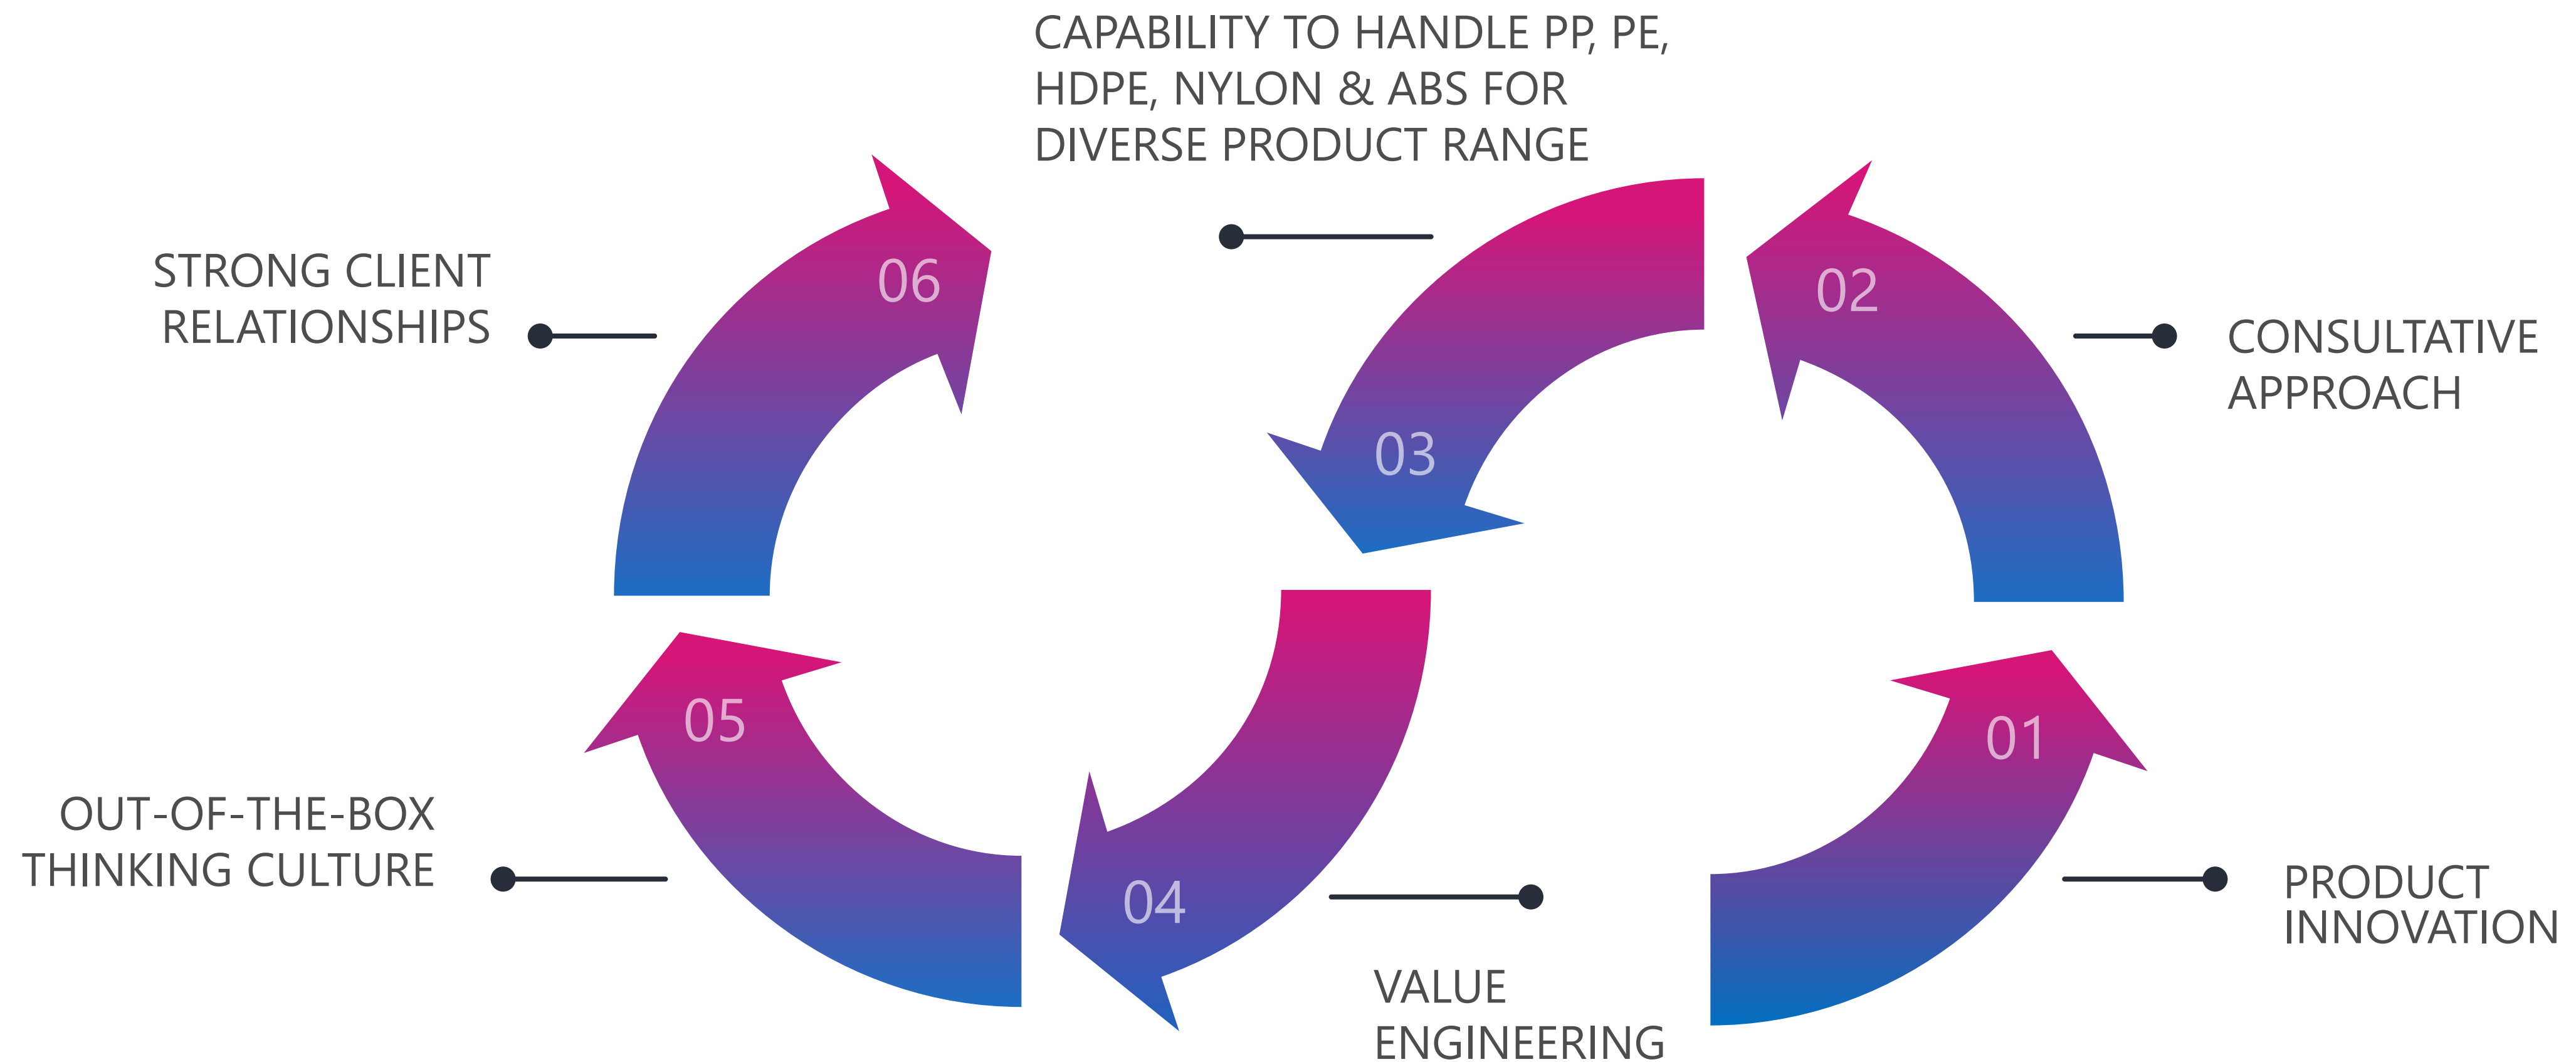 CAPABILITY TO HANDLE PP, PE,
HDPE, NYLON & ABS FOR
DIVERSE PRODUCT RANGE
06
STRONG CLIENT
RELATIONSHIPS
02
CONSULTATIVE
APPROACH
03
05
01
OUT-OF-THE-BOX
THINKING CULTURE
04
PRODUCT
INNOVATION
VALUE
ENGINEERING